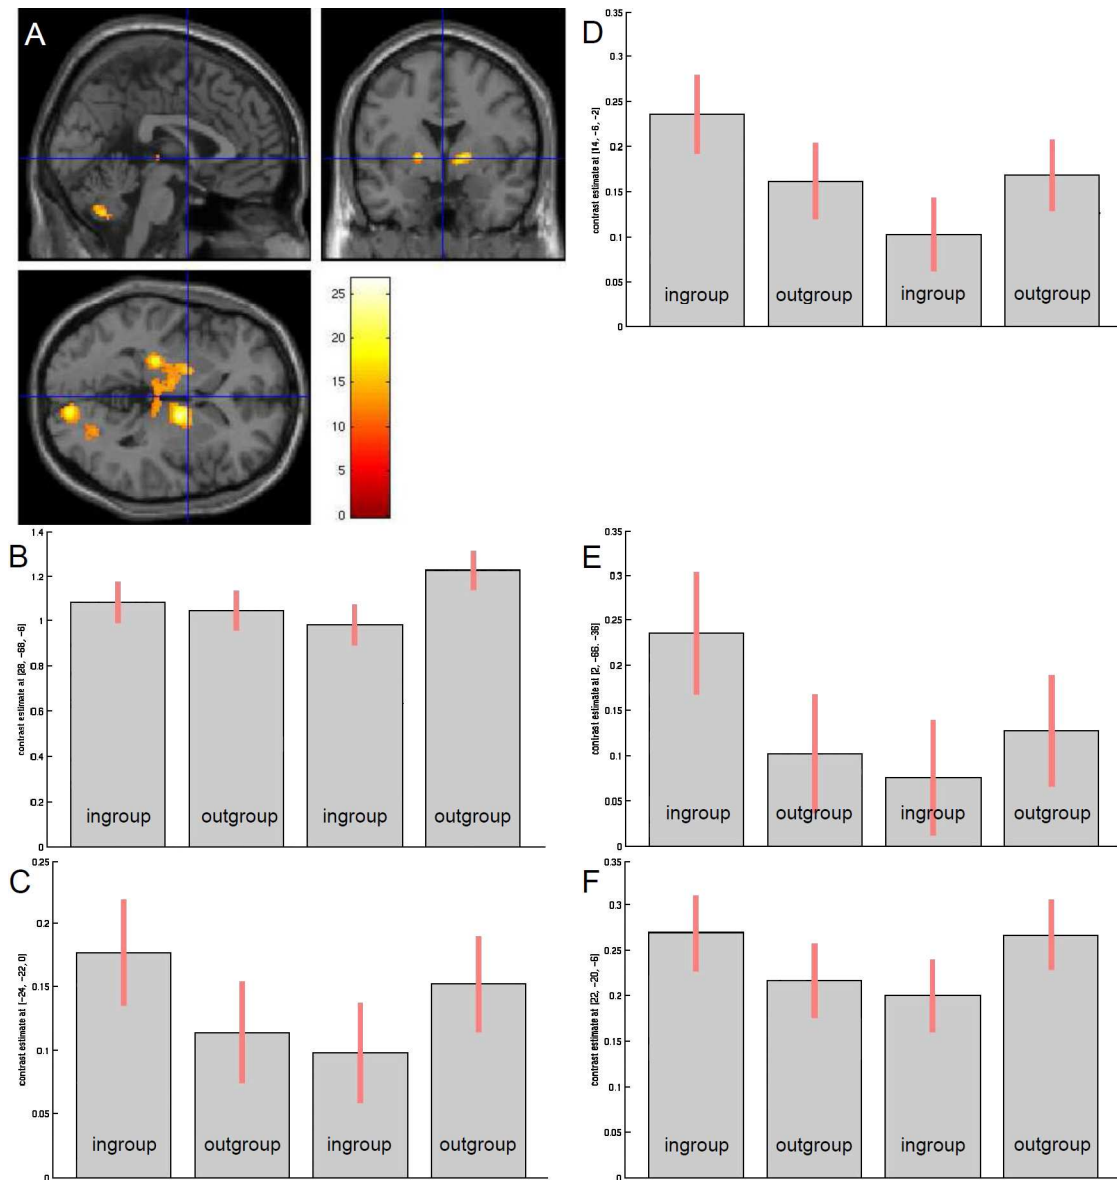 A
25
20
15
10
5
0
D
contrast estimate at [14, -6, -2]
0.35
0.3
0.25
0.2
0.15
0.1
0.05
0
ingroup outgroup ingroup outgroup
B
contrast estimate at [28, -68, -6]
1.4
1.2
1
0.8
0.6
0.4
0.2
0
ingroup outgroup ingroup outgroup
E
contrast estimate at [2, -66. -36]
0.35
0.3
0.25
0.2
0.15
0.1
0.05
0
ingroup outgroup ingroup outgroup
C
contrast estimate at [-24, -22, 0]
0.25
0.2
0.15
0.1
0.05
0
ingroup outgroup ingroup outgroup
F
contrast estimate at [22, -20, -6]
0.35
0.3
0.25
0.2
0.15
0.1
0.05
0
ingroup outgroup ingroup outgroup